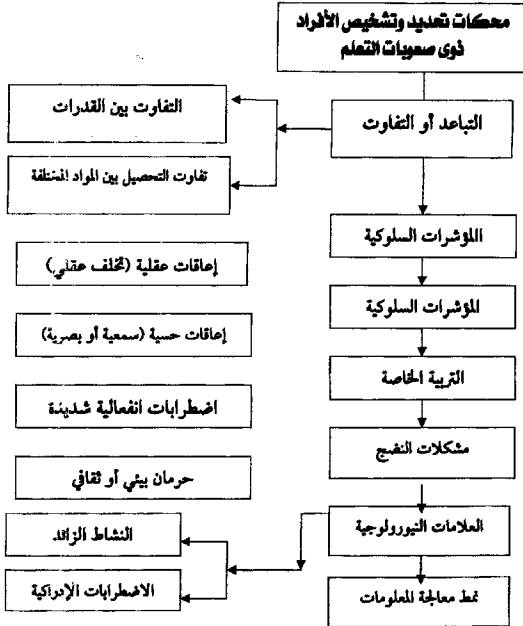 محكات تحديد وتشخيص الأفراد
ذوى صعوبات التعلم
التباعد أو التفاوت
التفاوت بين القدرات
تفاوت التحصيل بين المواد المختلفة
المؤشرات السلوكية
إعاقات عقلية (تخلف عقلي)
المؤشرات السلوكية
إعاقات حسية (سمعية أو بصرية)
التربية الخاصة
اضطرابات انفعالية شديدة
مشكلات النضج
حرمان بيئي أو ثقافي
العلامات النيورولوجية
النشاط الزائد
الاضطرابات الإدراكية
نمط معالجة المعلومات